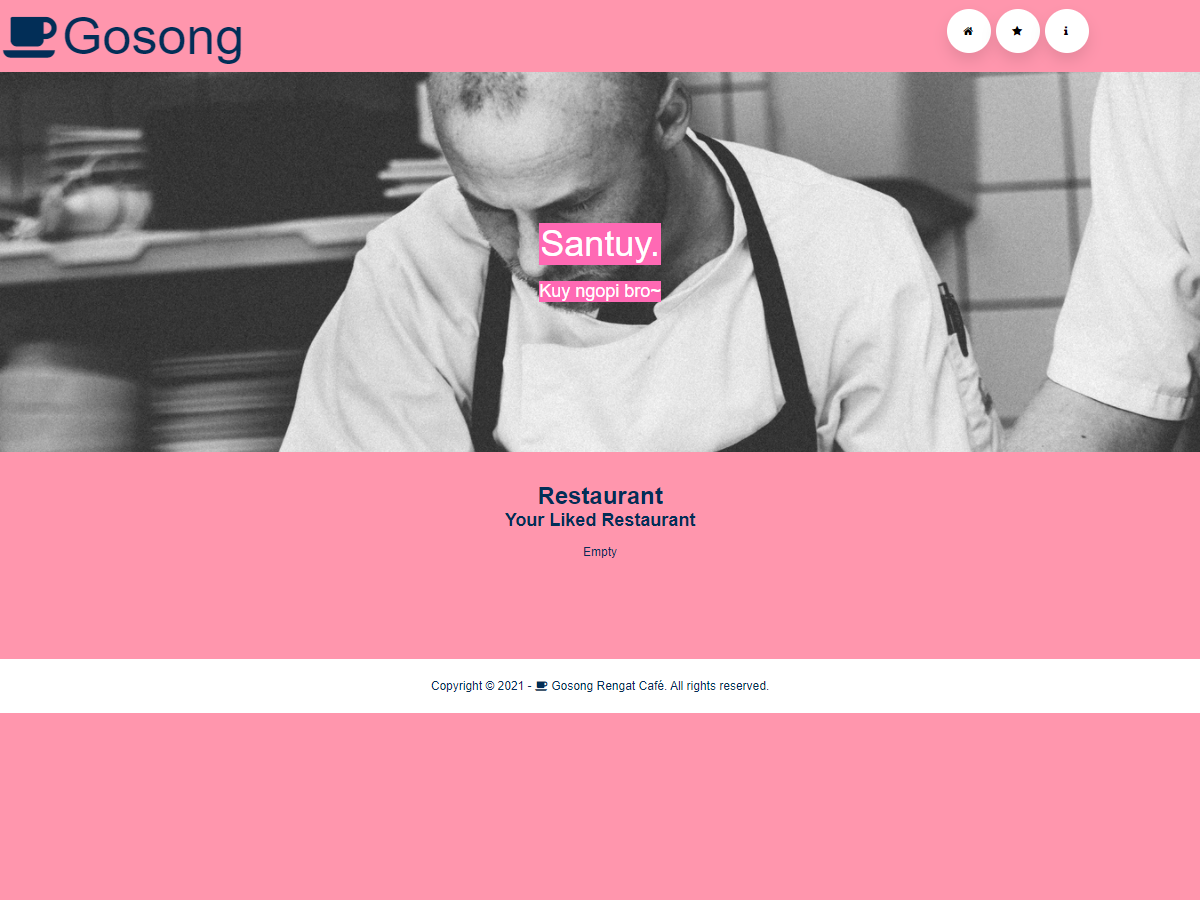 Gosong
Santuy.
Kuy ngopi bro~
Restaurant
Your Liked Restaurant
Empty
Copyright © 2021 - Gosong Rengat Café. All rights reserved.